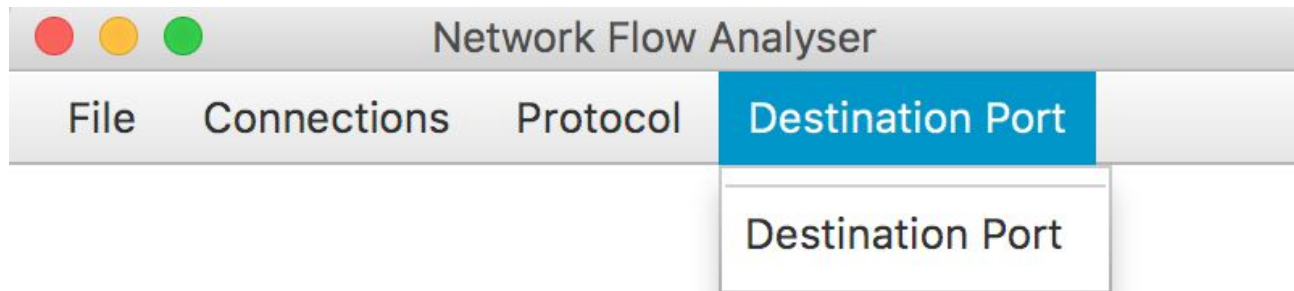 Network Flow Analyser
File Connections Protocol Destination Port
Destination Port